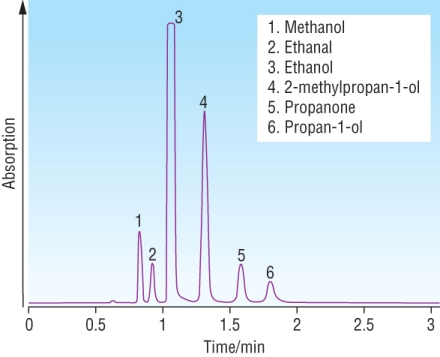 3
1. Methanol
2. Ethanal
3. Ethanol
4. 2-methylpropan-1-ol
5. Propanone
6. Propan-1-ol
4
1
2
5
6
Absorption
0 0.5 1 1.5 2 2.5 3
Time/min